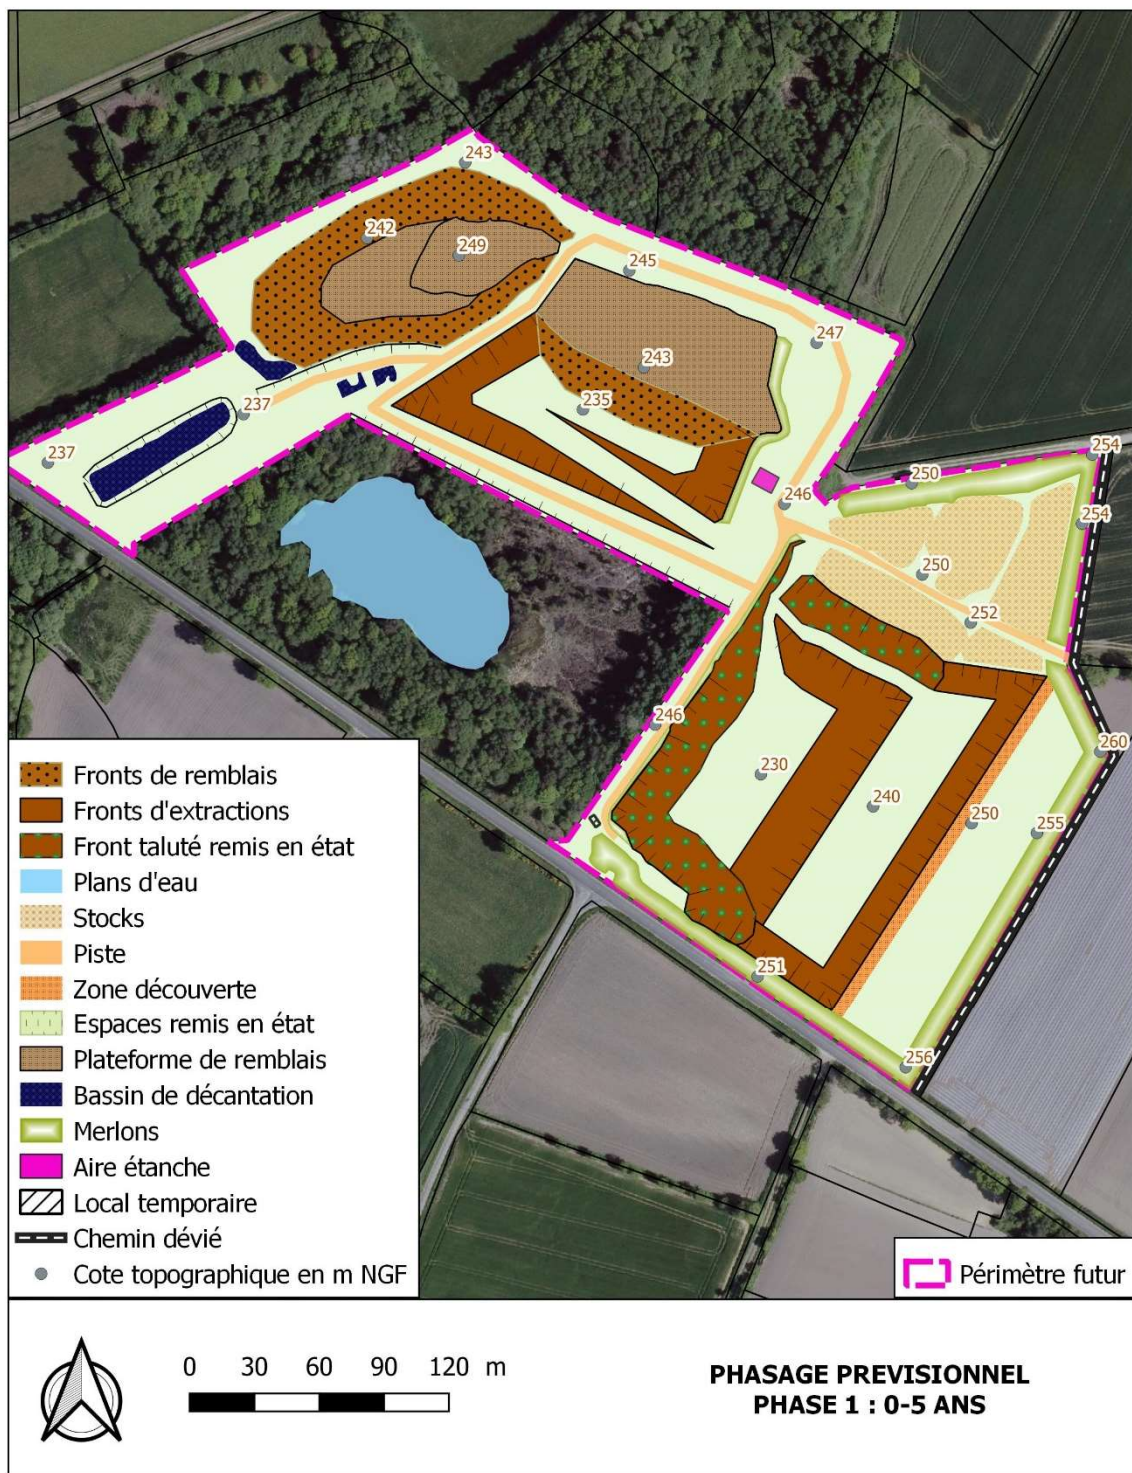 243
242
249
245
247
243
235
237
237
254
250
246
254
250
252
246
260
230
240
250
255
251
256
Fronts de remblais
Fronts d'extractions
Front taluté remis en état
Plans d'eau
Stocks
Piste
Zone découverte
Espaces remis en état
Plateforme de remblais
Bassin de décantation
Merlons
Aire étanche
Local temporaire
Chemin dévié
Cote topographique en m NGF
Périmètre futur
0 30 60 90 120 m
PHASAGE PREVISIONNEL
PHASE 1 : 0-5 ANS